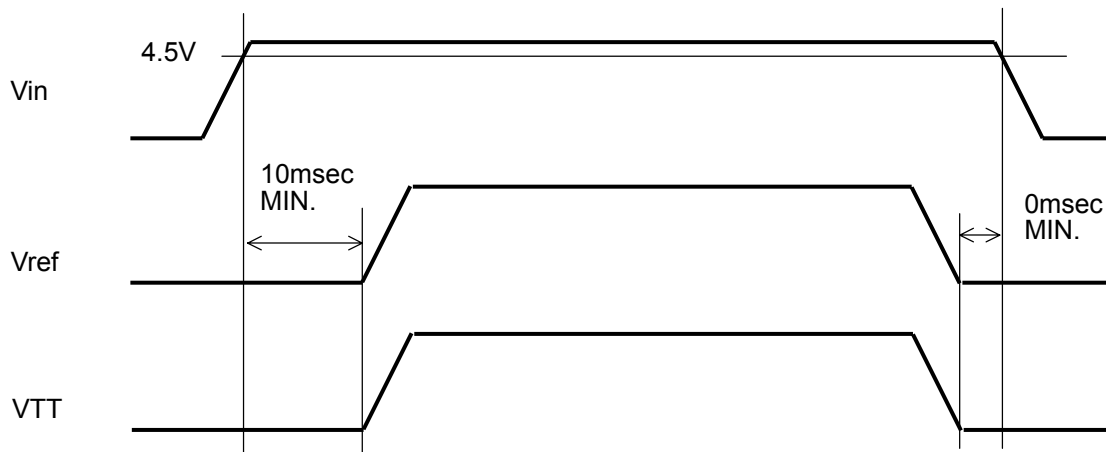 4.5V
Vin
10msec
MIN.
0msec
MIN.
Vref
VTT